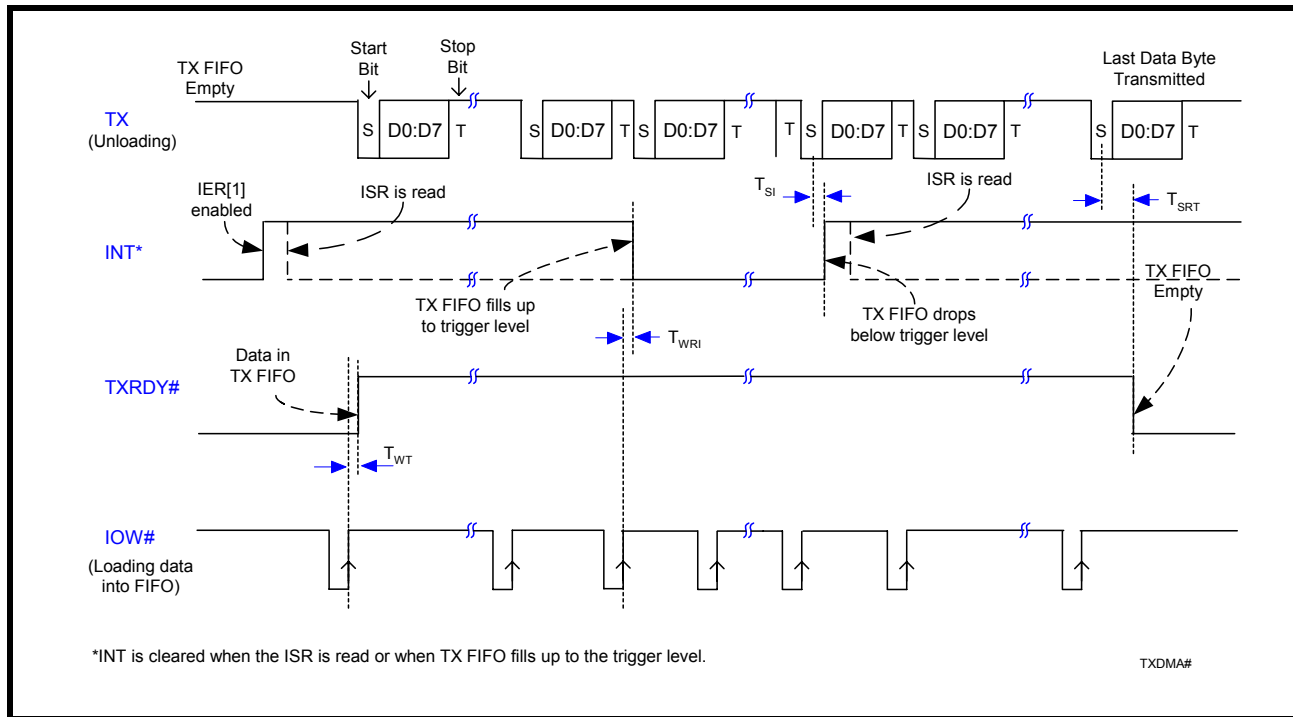 Start
Bit
Stop
Bit
TX FIFO
Empty
Last Data Byte
Transmitted
TX
(Unloading)
S D0:D7 T S D0:D7 T S D0:D7 T T S D0:D7 T S D0:D7 T S D0:D7 T
IER[1]
enabled
ISR is read
TSI
ISR is read
TSRT
INT*
TX FIFO fills up
to trigger level
TX FIFO drops
below trigger level
TX FIFO
Empty
TWRI
Data in
TX FIFO
TXRDY#
TWT
IOW#
(Loading data
into FIFO)
*INT is cleared when the ISR is read or when TX FIFO fills up to the trigger level.
TXDMA#